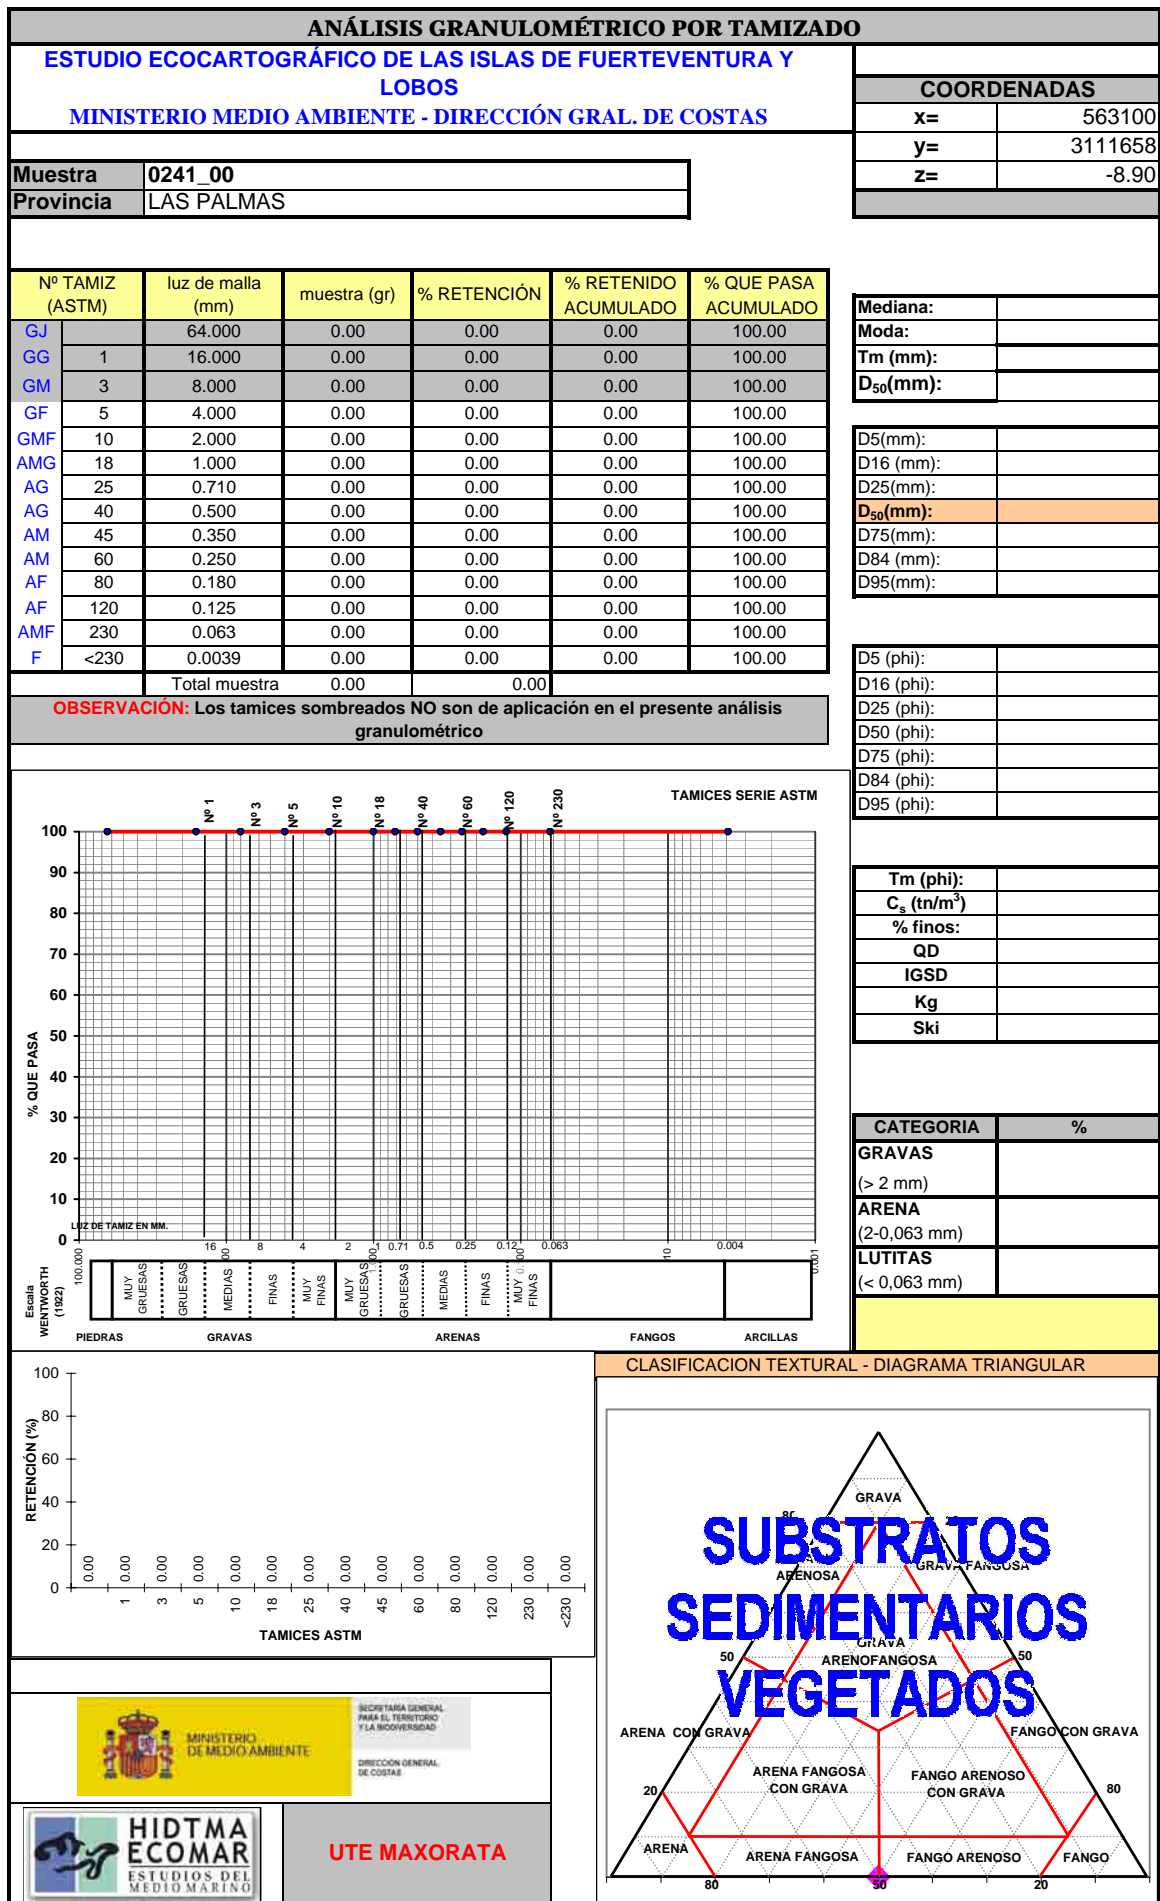 ANÁLISIS GRANULOMÉTRICO POR TAMIZADO
ESTUDIO ECOCARTOGRÁFICO DE LAS ISLAS DE FUERTEVENTURA Y
LOBOS
MINISTERIO MEDIO AMBIENTE - DIRECCIÓN GRAL. DE COSTAS
COORDENADAS
x= 563100
y= 3111658
z= -8.90
Muestra 0241_00
Provincia LAS PALMAS
Nº TAMIZ (ASTM) luz de malla (mm) muestra (gr) % RETENCIÓN % RETENIDO ACUMULADO % QUE PASA ACUMULADO
GJ 64.000 0.00 0.00 0.00 100.00
GG 1 16.000 0.00 0.00 0.00 100.00
GM 3 8.000 0.00 0.00 0.00 100.00
GF 5 4.000 0.00 0.00 0.00 100.00
GMF 10 2.000 0.00 0.00 0.00 100.00
AMG 18 1.000 0.00 0.00 0.00 100.00
AG 25 0.710 0.00 0.00 0.00 100.00
AG 40 0.500 0.00 0.00 0.00 100.00
AM 45 0.350 0.00 0.00 0.00 100.00
AM 60 0.250 0.00 0.00 0.00 100.00
AF 80 0.180 0.00 0.00 0.00 100.00
AF 120 0.125 0.00 0.00 0.00 100.00
AMF 230 0.063 0.00 0.00 0.00 100.00
F <230 0.0039 0.00 0.00 0.00 100.00
Total muestra 0.00 0.00
OBSERVACIÓN: Los tamices sombreados NO son de aplicación en el presente análisis
granulométrico
Mediana:
Moda:
Tm (mm):
D50(mm):
D5(mm):
D16 (mm):
D25(mm):
D50(mm):
D75(mm):
D84 (mm):
D95(mm):
D5 (phi):
D16 (phi):
D25 (phi):
D50 (phi):
D75 (phi):
D84 (phi):
D95 (phi):
Tm (phi):
Cs (tn/m3)
% finos:
QD
IGSD
Kg
Ski
CATEGORIA %
GRAVAS
(> 2 mm)
ARENA
(2-0,063 mm)
LUTITAS
(< 0,063 mm)
TAMICES SERIE ASTM
Nº 1 Nº 3 Nº 5 Nº 10 Nº 18 Nº 40 Nº 60 Nº 120 Nº 230
100
90
80
70
60
50
40
30
20
10
0
% QUE PASA
LUZ DE TAMIZ EN MM.
16 8 4 2 1 0.71 0.5 0.25 0.12 0.063 0.004
100.000
Escala
WENTWORTH
(1922)
MUY GRUESAS GRUESAS MEDIAS FINAS MUY FINAS MUY GRUESAS GRUESAS MEDIAS FINAS MUY FINAS
PIEDRAS GRAVAS ARENAS FANGOS ARCILLAS
100
80
60
40
20
0
RETENCIÓN (%)
0.00 0.00 0.00 0.00 0.00 0.00 0.00 0.00 0.00 0.00 0.00 0.00 0.00 0.00
1 3 5 10 18 25 40 45 60 80 120 230 <230
TAMICES ASTM
CLASIFICACION TEXTURAL - DIAGRAMA TRIANGULAR
GRAVA
SUBSTRATOS
ARENOSA
GRAVA FANGOSA
SEDIMENTARIOS
GRAVA
ARENOFANGOSA
50 50
VEGETADOS
ARENA CON GRAVA
FANGO CON GRAVA
ARENA FANGOSA
CON GRAVA
FANGO ARENOSO
CON GRAVA
20 80
ARENA
ARENA FANGOSA
FANGO ARENOSO
FANGO
80 50 20
MINISTERIO
DE MEDIO AMBIENTE
SECRETARÍA GENERAL
PARA EL TERRITORIO
Y LA BIODIVERSIDAD
DIRECCIÓN GENERAL
DE COSTAS
HIDTMA
ECOMAR
ESTUDIOS DEL
MEDIO MARINO
UTE MAXORATA